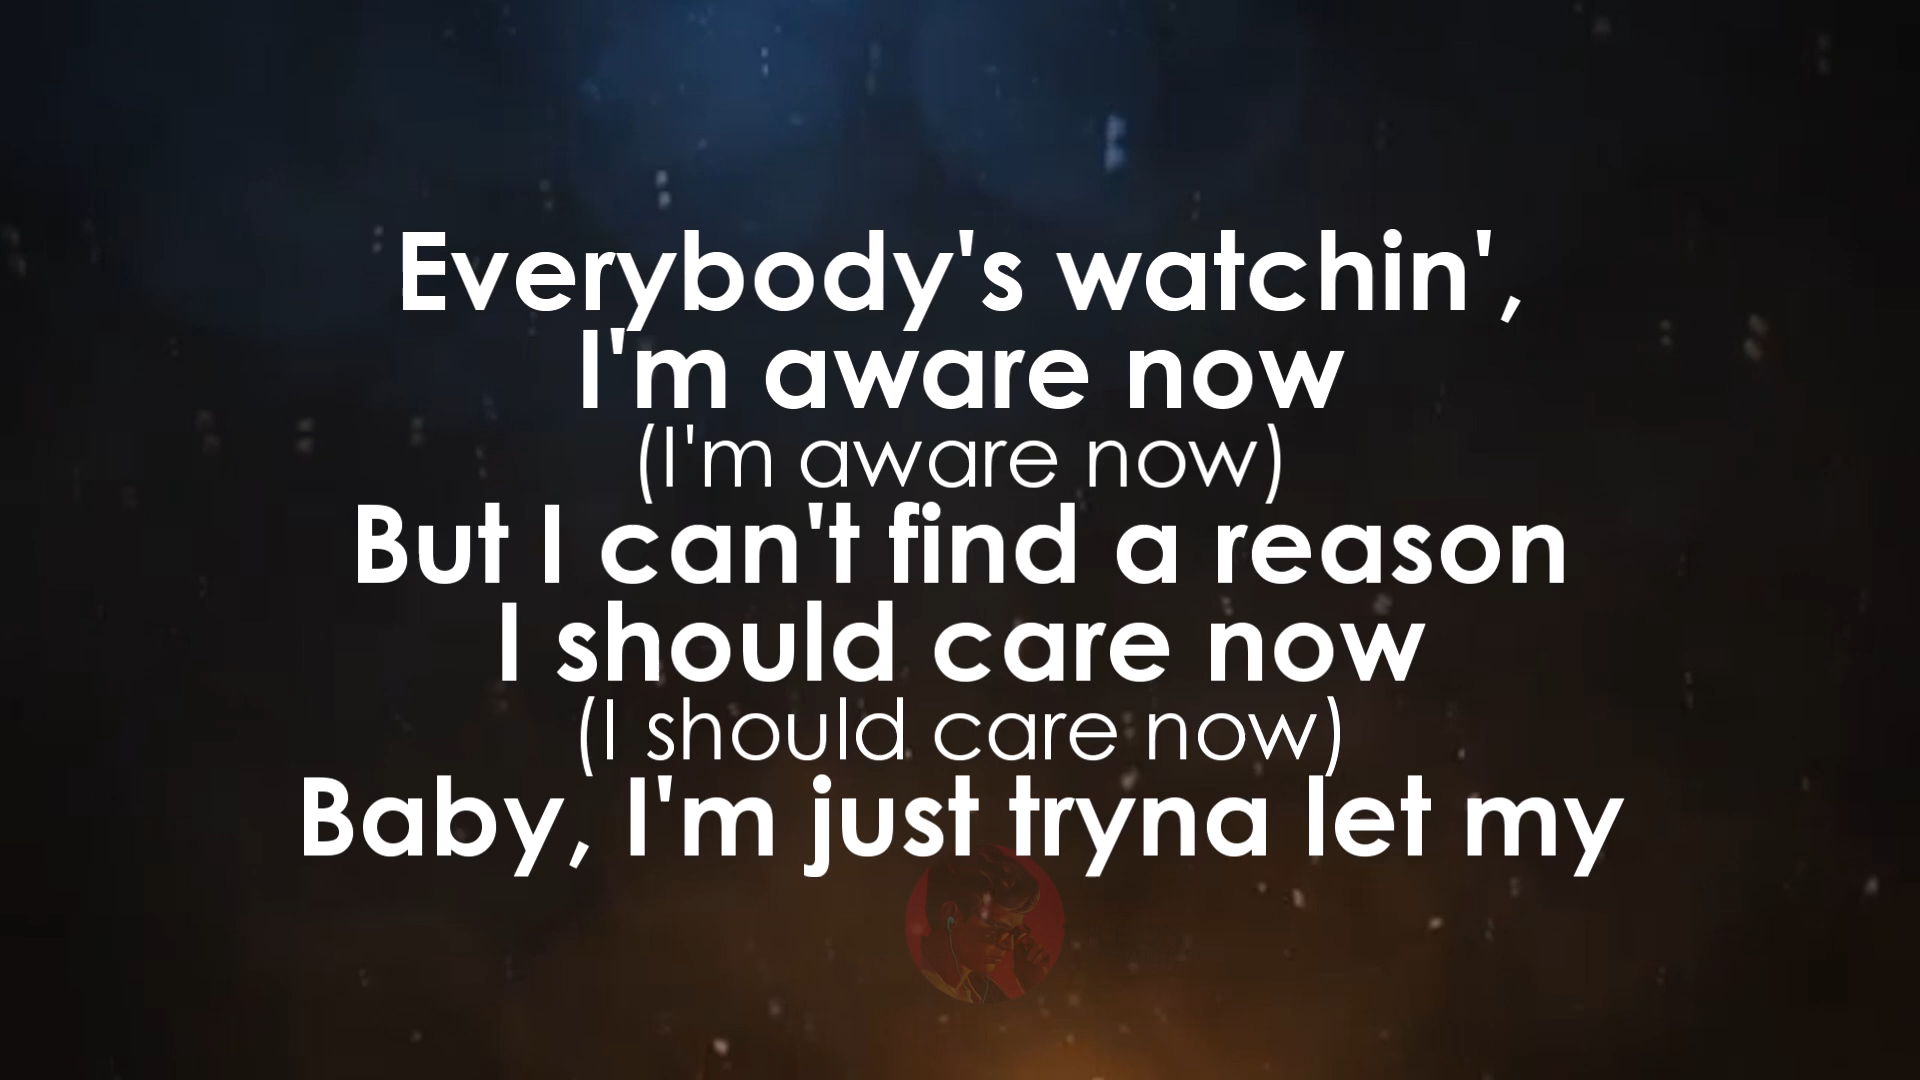 Everybody's watchin',
I'm aware now
(I'm aware now)
But I can't find a reason
I should care now
(I should care now)
Baby, I'm just tryna let my